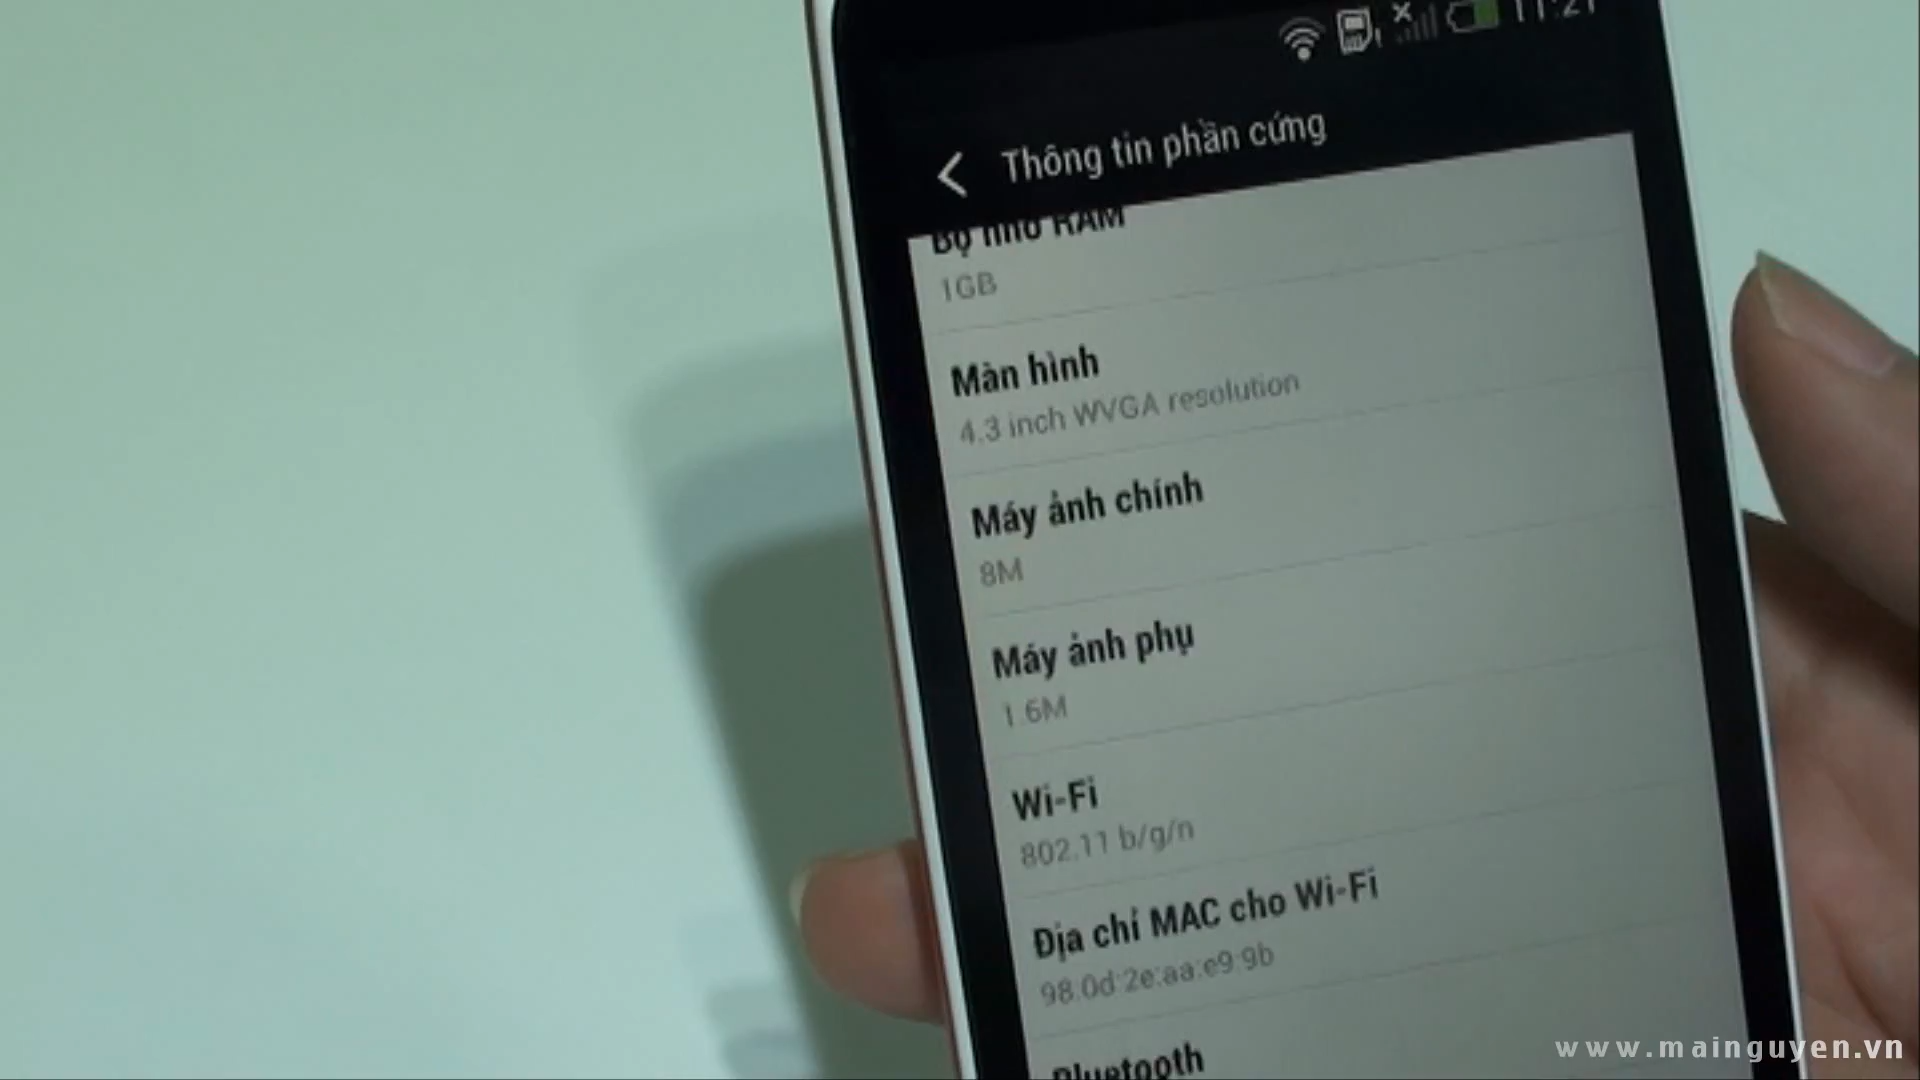 11:21
Thông tin phần cứng
Bộ nhớ RAM
1GB
Màn hình
4.3 inch WVGA resolution
Máy ảnh chính
8M
Máy ảnh phụ
1.6M
Wi-Fi
802.11 b/g/n
Địa chỉ MAC cho Wi-Fi
98:0d:2e:aa:e9:9b
Bluetooth
www.mainguyen.vn